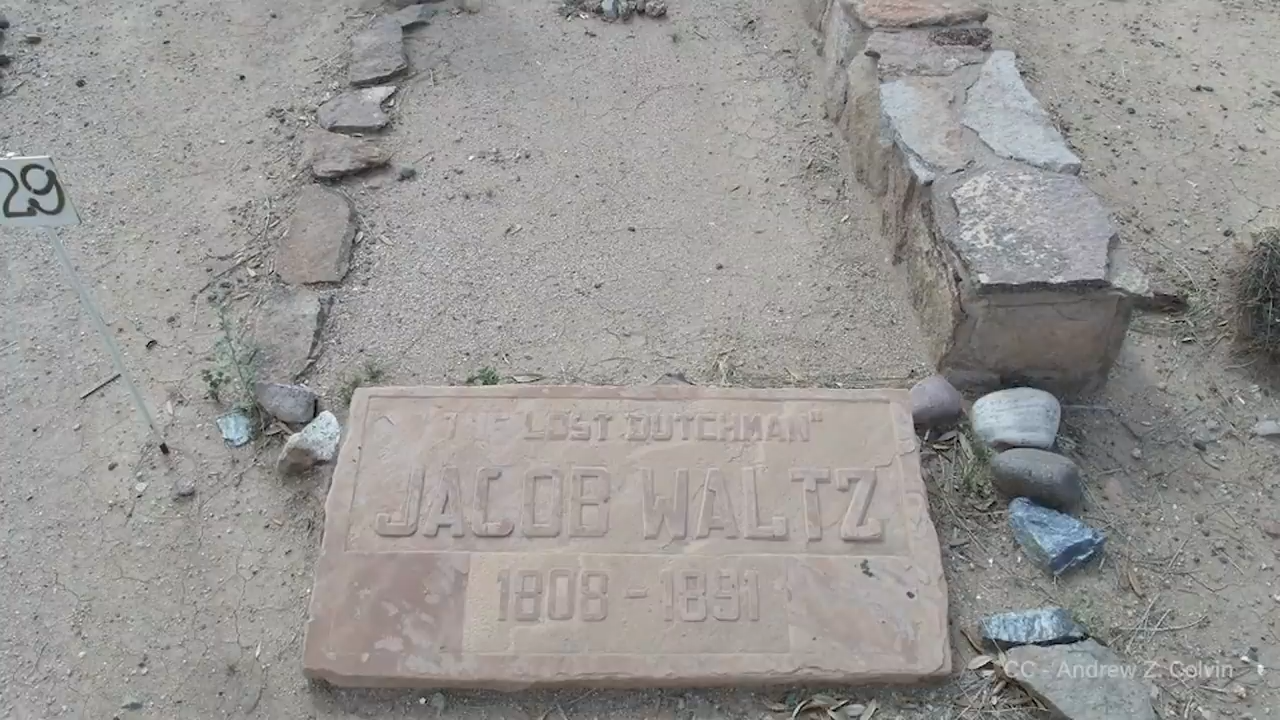 29
"THE LOST DUTCHMAN"
JACOB WALTZ
1808 - 1891
CC - Andrew Z. Colvin